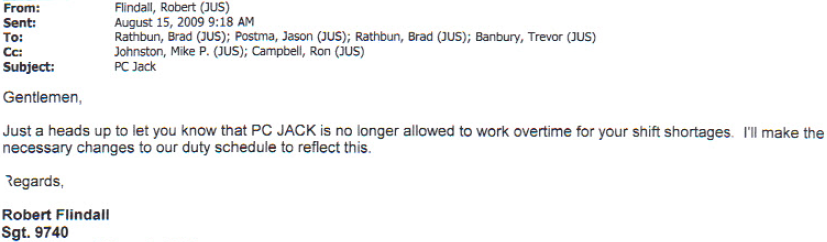 From: Flindall, Robert (JUS)
Sent: August 15, 2009 9:18 AM
To: Rathbun, Brad (JUS); Postma, Jason (JUS); Rathbun, Brad (JUS); Banbury, Trevor (JUS)
Cc: Johnston, Mike P. (JUS); Campbell, Ron (JUS)
Subject: PC Jack
Gentlemen,
Just a heads up to let you know that PC JACK is no longer allowed to work overtime for your shift shortages. I'll make the
necessary changes to our duty schedule to reflect this.
Regards,
Robert Flindall
Sgt. 9740